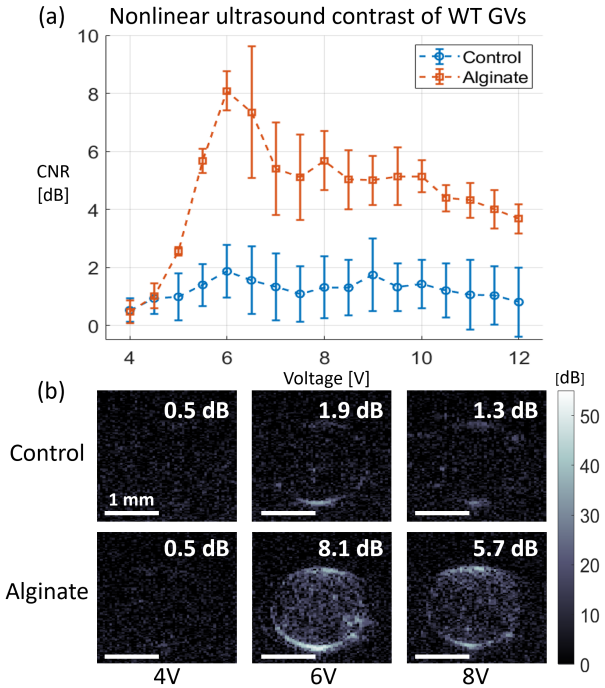 (a) Nonlinear ultrasound contrast of WT GVs
Control
Alginate
10
8
6
4
2
0
CNR
[dB]
4 6 8 10 12
Voltage [V]
(b)
[dB]
Control
0.5 dB 1.9 dB 1.3 dB
1 mm
Alginate
0.5 dB 8.1 dB 5.7 dB
4V 6V 8V
50
40
30
20
10
0